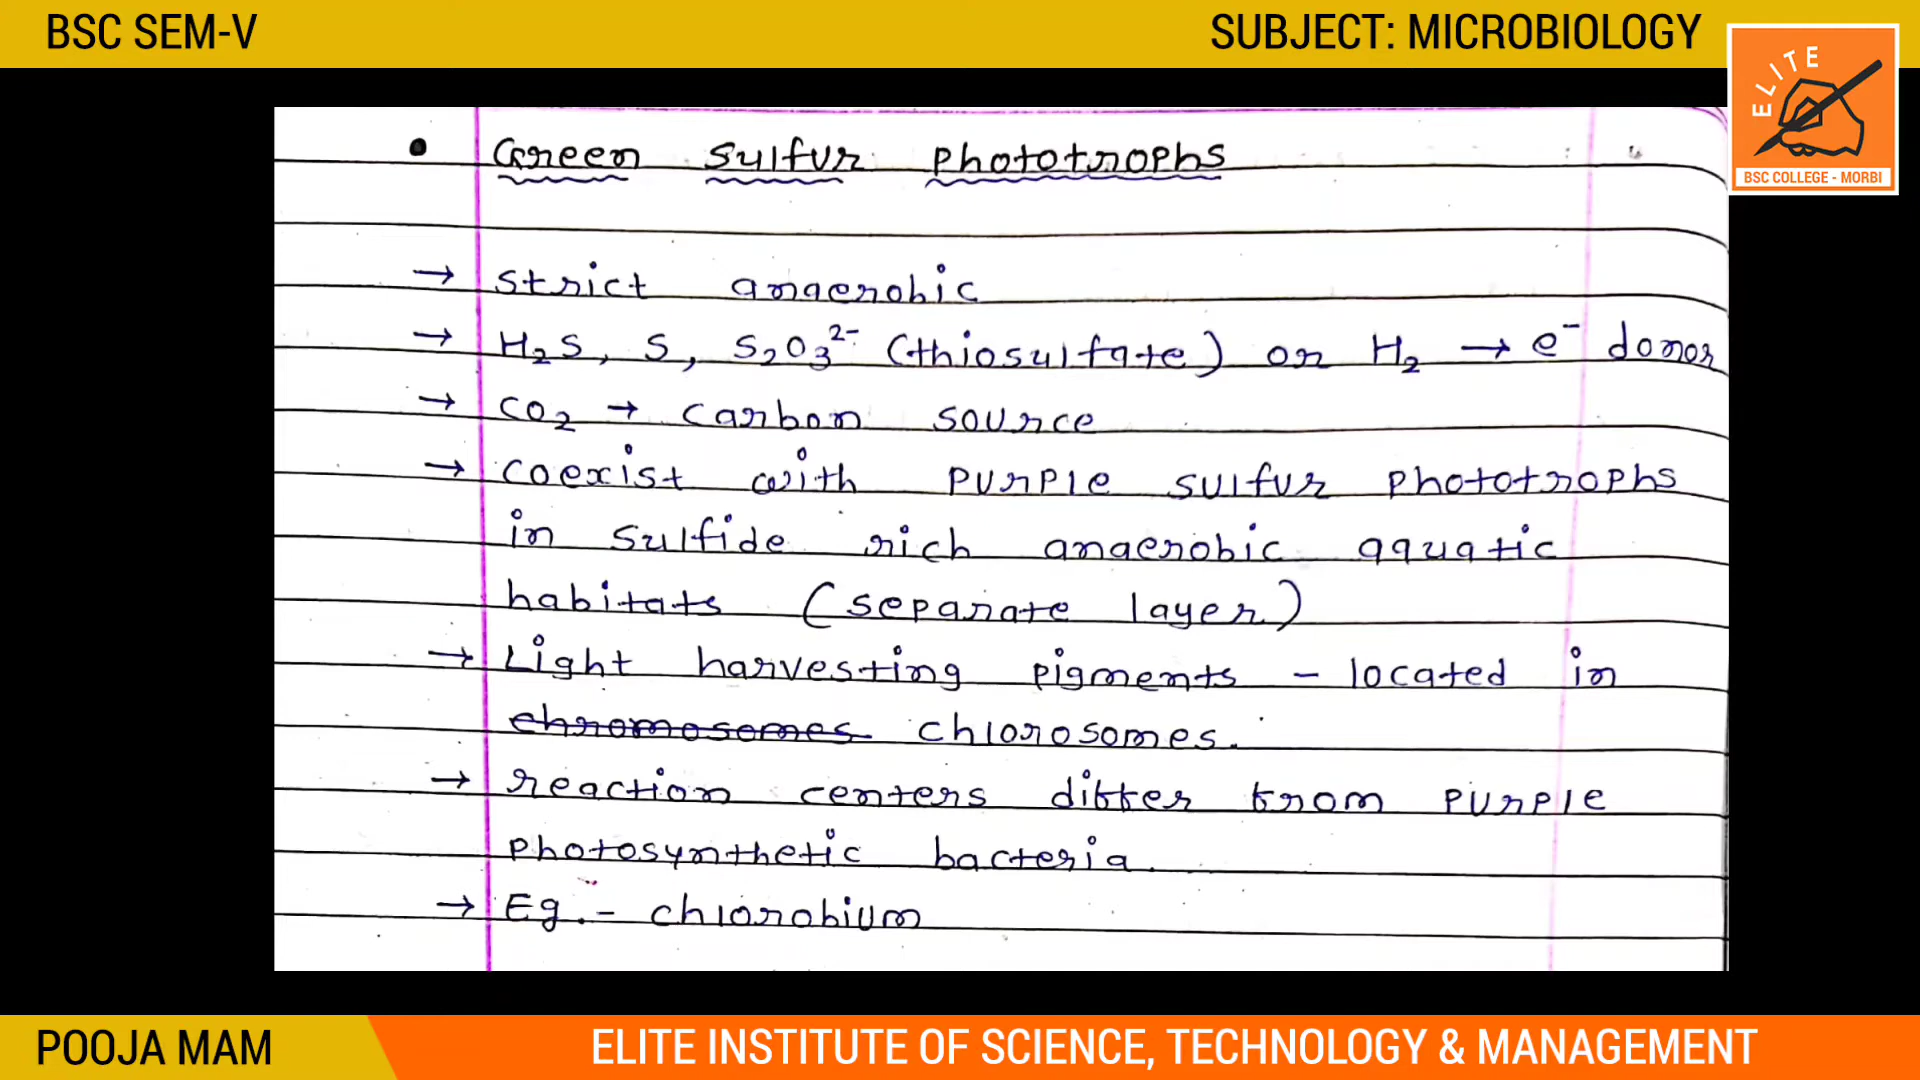 BSC SEM-V
SUBJECT: MICROBIOLOGY
ELITE
BSC COLLEGE - MORBI
• Green sulfur phototrophs
→ strict anaerobic
→ H₂S, S, S₂O₃²⁻ (thiosulfate) or H₂ → e⁻ donor
→ CO₂ → carbon source
→ coexist with purple sulfur phototrophs
in sulfide rich anaerobic aquatic
habitats (separate layer)
→ Light harvesting pigments - located in
chromosomes. chlorosomes.
→ reaction centers differ from purple
photosynthetic bacteria.
→ Eg.- chlorobium
POOJA MAM
ELITE INSTITUTE OF SCIENCE, TECHNOLOGY & MANAGEMENT